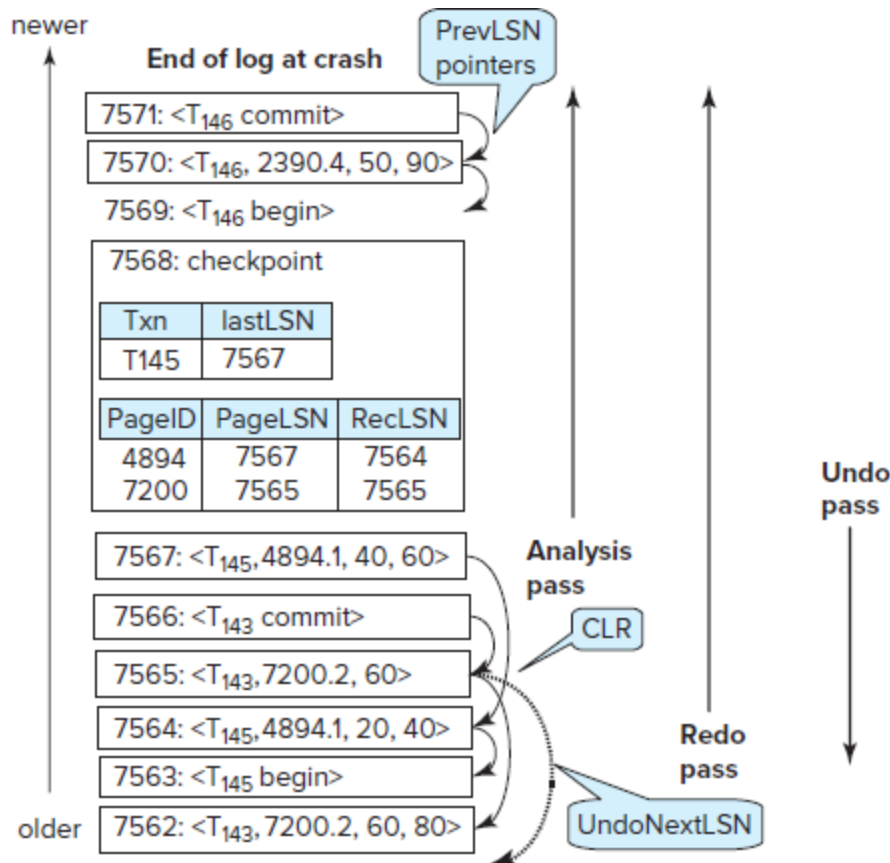 newer
End of log at crash
PrevLSN
pointers
7571: <T146 commit>
7570: <T146, 2390.4, 50, 90>
7569: <T146 begin>
7568: checkpoint
Txn lastLSN
T145 7567
PageID PageLSN RecLSN
4894 7567 7564
7200 7565 7565
Undo
pass
7567: <T145,4894.1, 40, 60>
Analysis
pass
7566: <T143 commit>
CLR
7565: <T143,7200.2, 60>
7564: <T145,4894.1, 20, 40>
Redo
pass
7563: <T145 begin>
older
7562: <T143,7200.2, 60, 80>
UndoNextLSN